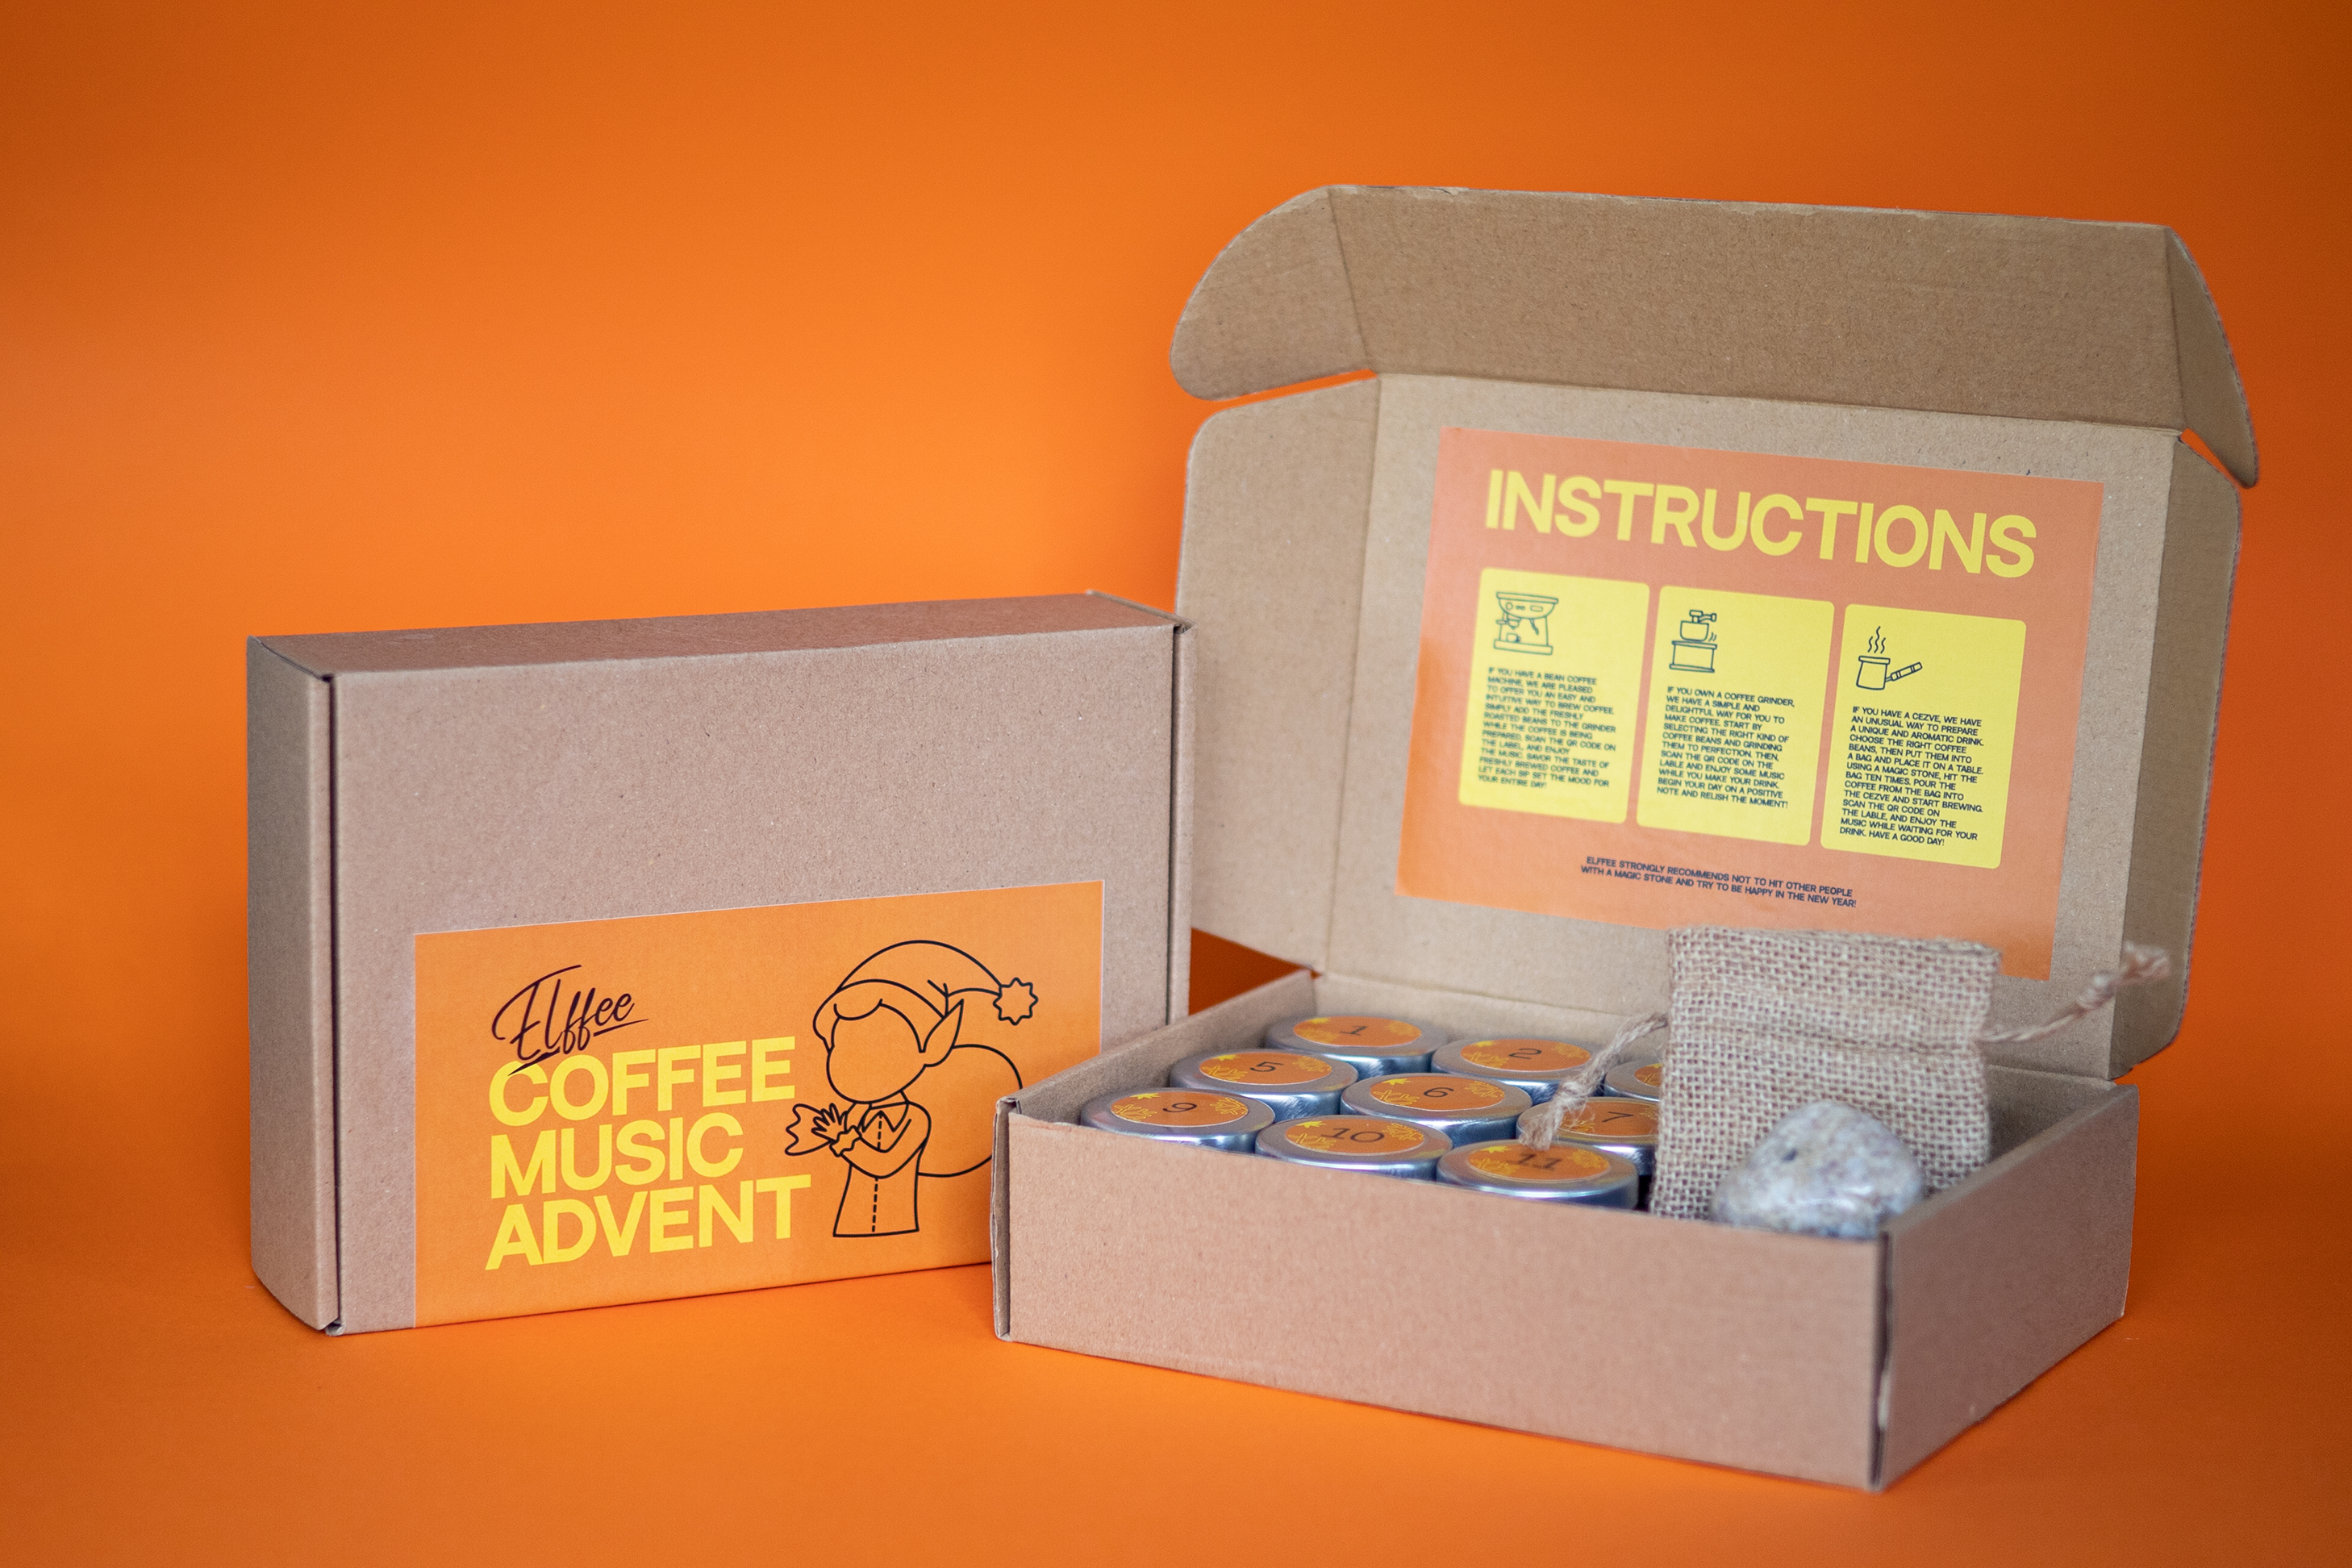 Elffee
COFFEE
MUSIC
ADVENT
INSTRUCTIONS
IF YOU HAVE A BEAN COFFEE
MACHINE, WE ARE PLEASED
TO OFFER YOU AN EASY AND
INTUITIVE WAY TO BREW COFFEE.
SIMPLY ADD THE FRESHLY
ROASTED BEANS TO THE GRINDER
WHILE THE COFFEE IS BEING
PREPARED, SCAN THE QR CODE ON
THE LABEL, AND ENJOY
THE MUSIC. SAVOR THE TASTE OF
FRESHLY BREWED COFFEE AND
LET EACH SIP SET THE MOOD FOR
YOUR ENTIRE DAY!
IF YOU OWN A COFFEE GRINDER,
WE HAVE A SIMPLE AND
DELIGHTFUL WAY FOR YOU TO
MAKE COFFEE. START BY
SELECTING THE RIGHT KIND OF
COFFEE BEANS AND GRINDING
THEM TO PERFECTION. THEN,
SCAN THE QR CODE ON THE
LABLE AND ENJOY SOME MUSIC
WHILE YOU MAKE YOUR DRINK.
BEGIN YOUR DAY ON A POSITIVE
NOTE AND RELISH THE MOMENT!
IF YOU HAVE A CEZVE, WE HAVE
AN UNUSUAL WAY TO PREPARE
A UNIQUE AND AROMATIC DRINK.
CHOOSE THE RIGHT COFFEE
BEANS, THEN PUT THEM INTO
A BAG AND PLACE IT ON A TABLE.
USING A MAGIC STONE, HIT THE
BAG TEN TIMES. POUR THE
COFFEE FROM THE BAG INTO
THE CEZVE AND START BREWING.
SCAN THE QR CODE ON
THE LABLE, AND ENJOY THE
MUSIC WHILE WAITING FOR YOUR
DRINK. HAVE A GOOD DAY!
ELFFEE STRONGLY RECOMMENDS NOT TO HIT OTHER PEOPLE
WITH A MAGIC STONE AND TRY TO BE HAPPY IN THE NEW YEAR!
1
2
5
6
7
9
10
11